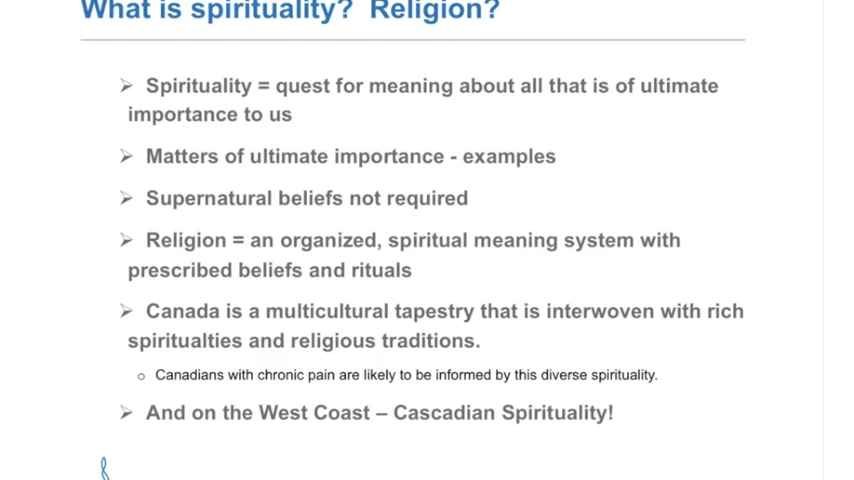 What is spirituality?  Religion?
➢ Spirituality = quest for meaning about all that is of ultimate
importance to us
➢ Matters of ultimate importance - examples
➢ Supernatural beliefs not required
➢ Religion = an organized, spiritual meaning system with
prescribed beliefs and rituals
➢ Canada is a multicultural tapestry that is interwoven with rich
spiritualties and religious traditions.
o Canadians with chronic pain are likely to be informed by this diverse spirituality.
➢ And on the West Coast – Cascadian Spirituality!